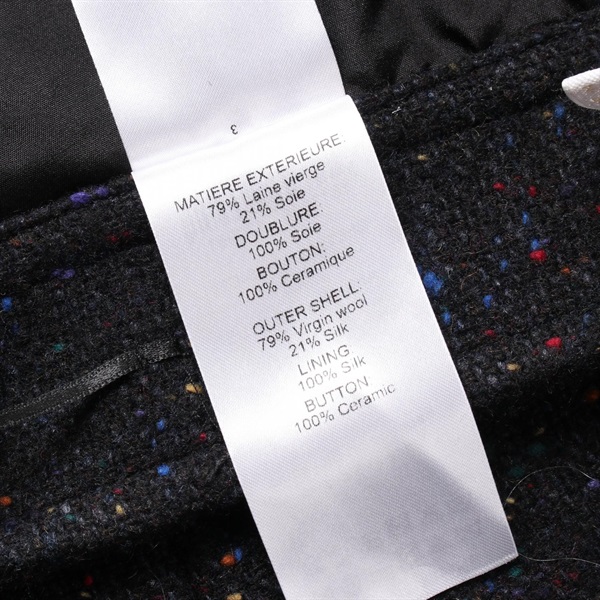 3
MATIERE EXTERIEURE:
79% Laine vierge
21% Soie
DOUBLURE:
100% Soie
BOUTON:
100% Ceramique
OUTER SHELL:
79% Virgin wool
21% Silk
LINING
100% Silk
BUTTON
100% Ceramic